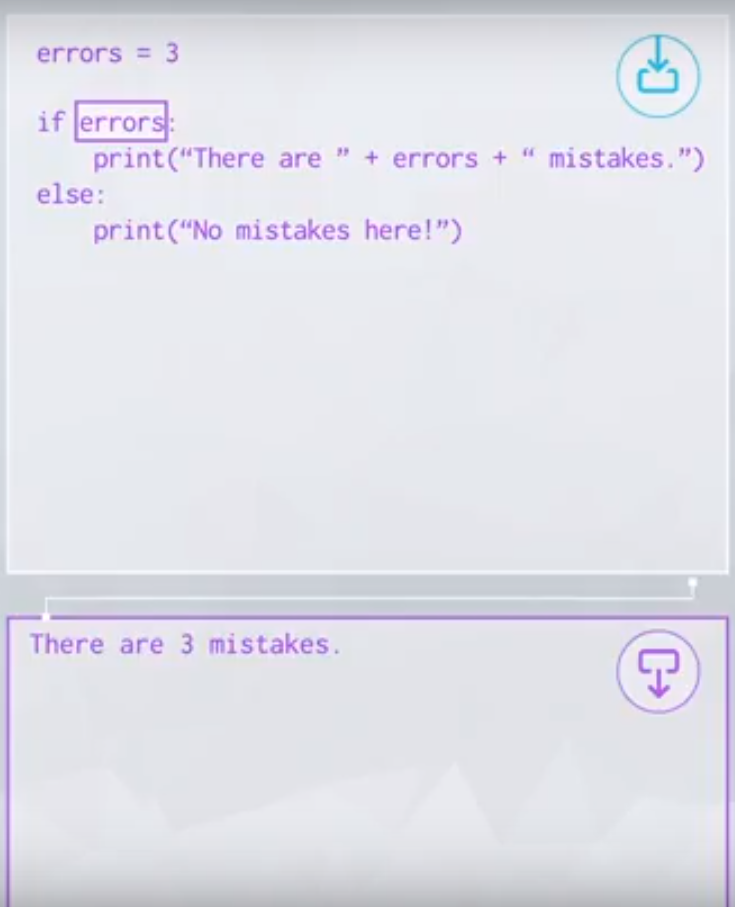 errors = 3
if errors:
print(“There are ” + errors + “ mistakes.”)
else:
print(“No mistakes here!”)
There are 3 mistakes.